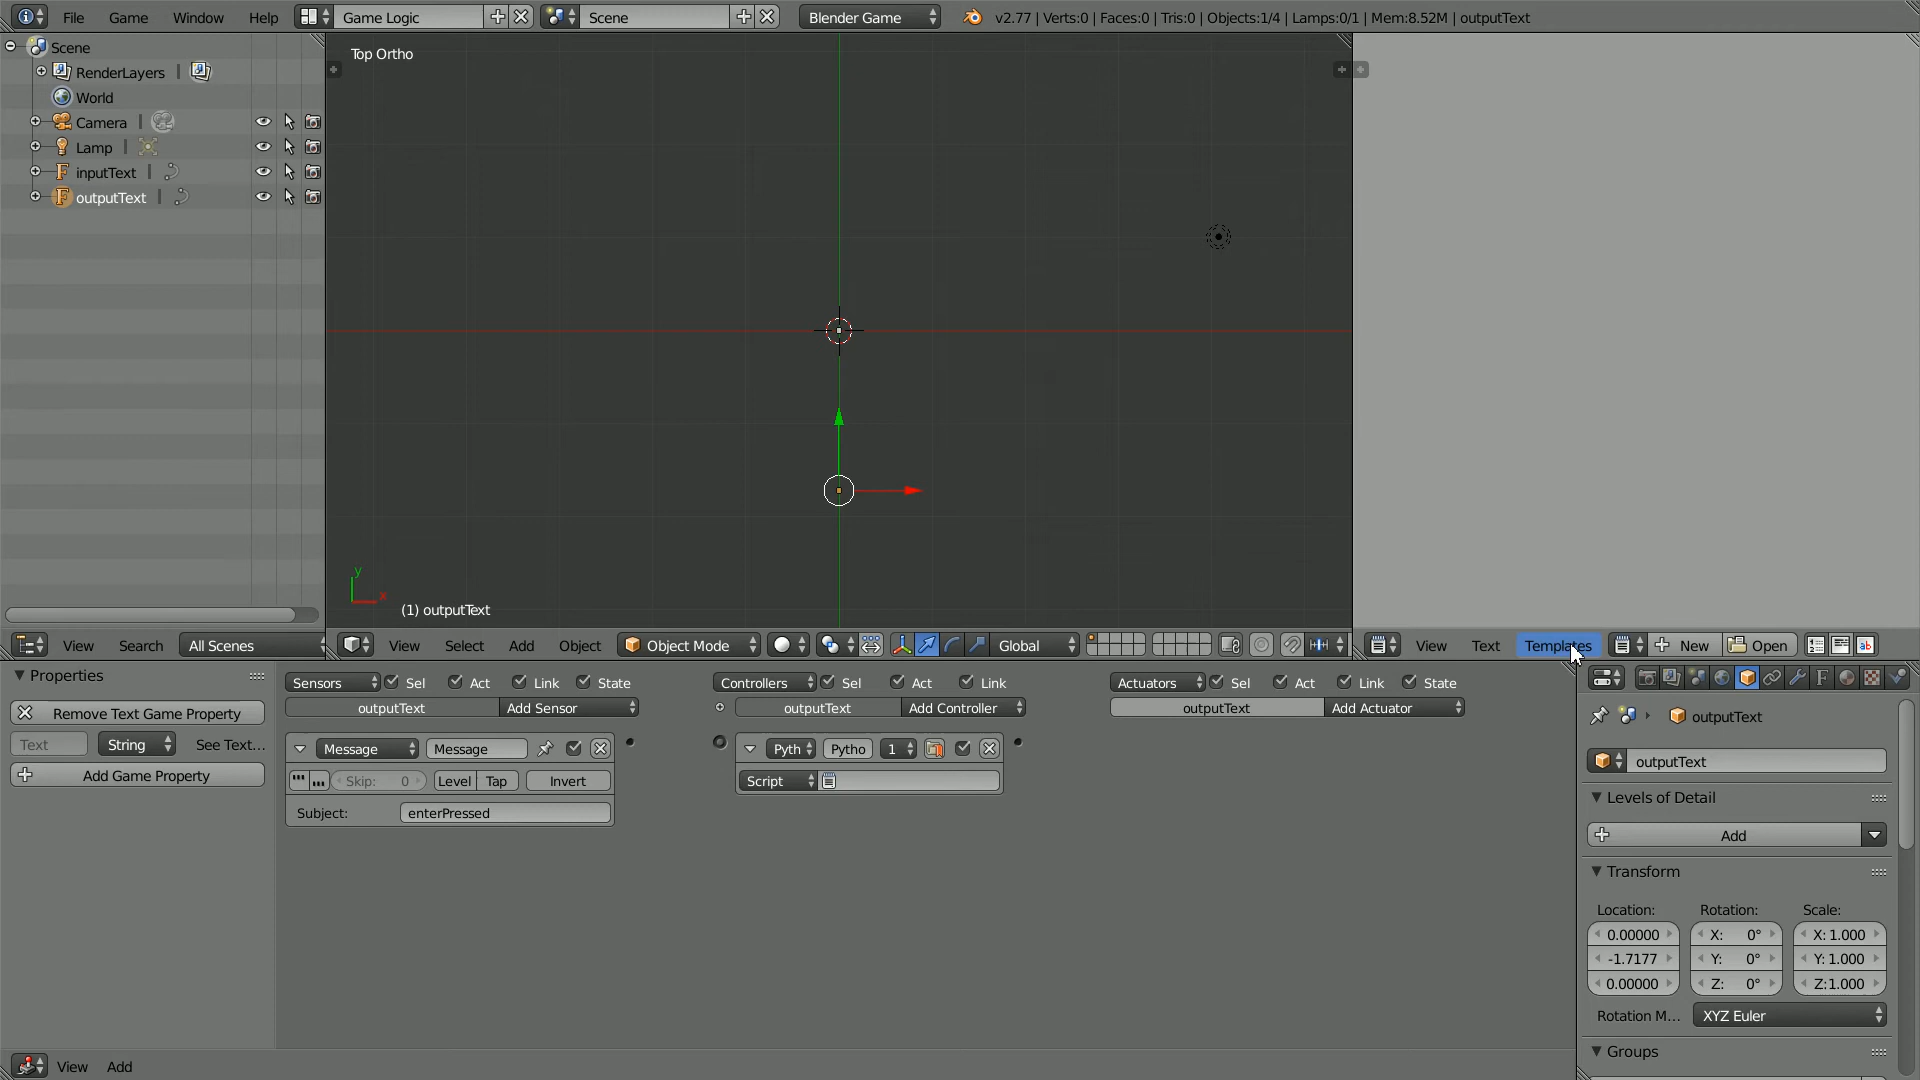 File Game Window Help Game Logic Scene Blender Game v2.77 | Verts:0 | Faces:0 | Tris:0 | Objects:1/4 | Lamps:0/1 | Mem:8.52M | outputText
Scene
RenderLayers
World
Camera
Lamp
inputText
outputText
View Search All Scenes
Top Ortho
y
x
(1) outputText
View Select Add Object Object Mode Global
View Text Templates New Open
Properties
Remove Text Game Property
Text String See Text...
Add Game Property
Sensors Sel Act Link State
outputText Add Sensor
Message Message
Skip: 0 Level Tap Invert
Subject: enterPressed
Controllers Sel Act Link
outputText Add Controller
Pyth Pytho 1
Script
Actuators Sel Act Link State
outputText Add Actuator
outputText
outputText
Levels of Detail
Add
Transform
Location: Rotation: Scale:
0.00000 X: 0° X: 1.000
-1.7177 Y: 0° Y: 1.000
0.00000 Z: 0° Z:1.000
Rotation M... XYZ Euler
Groups
View Add